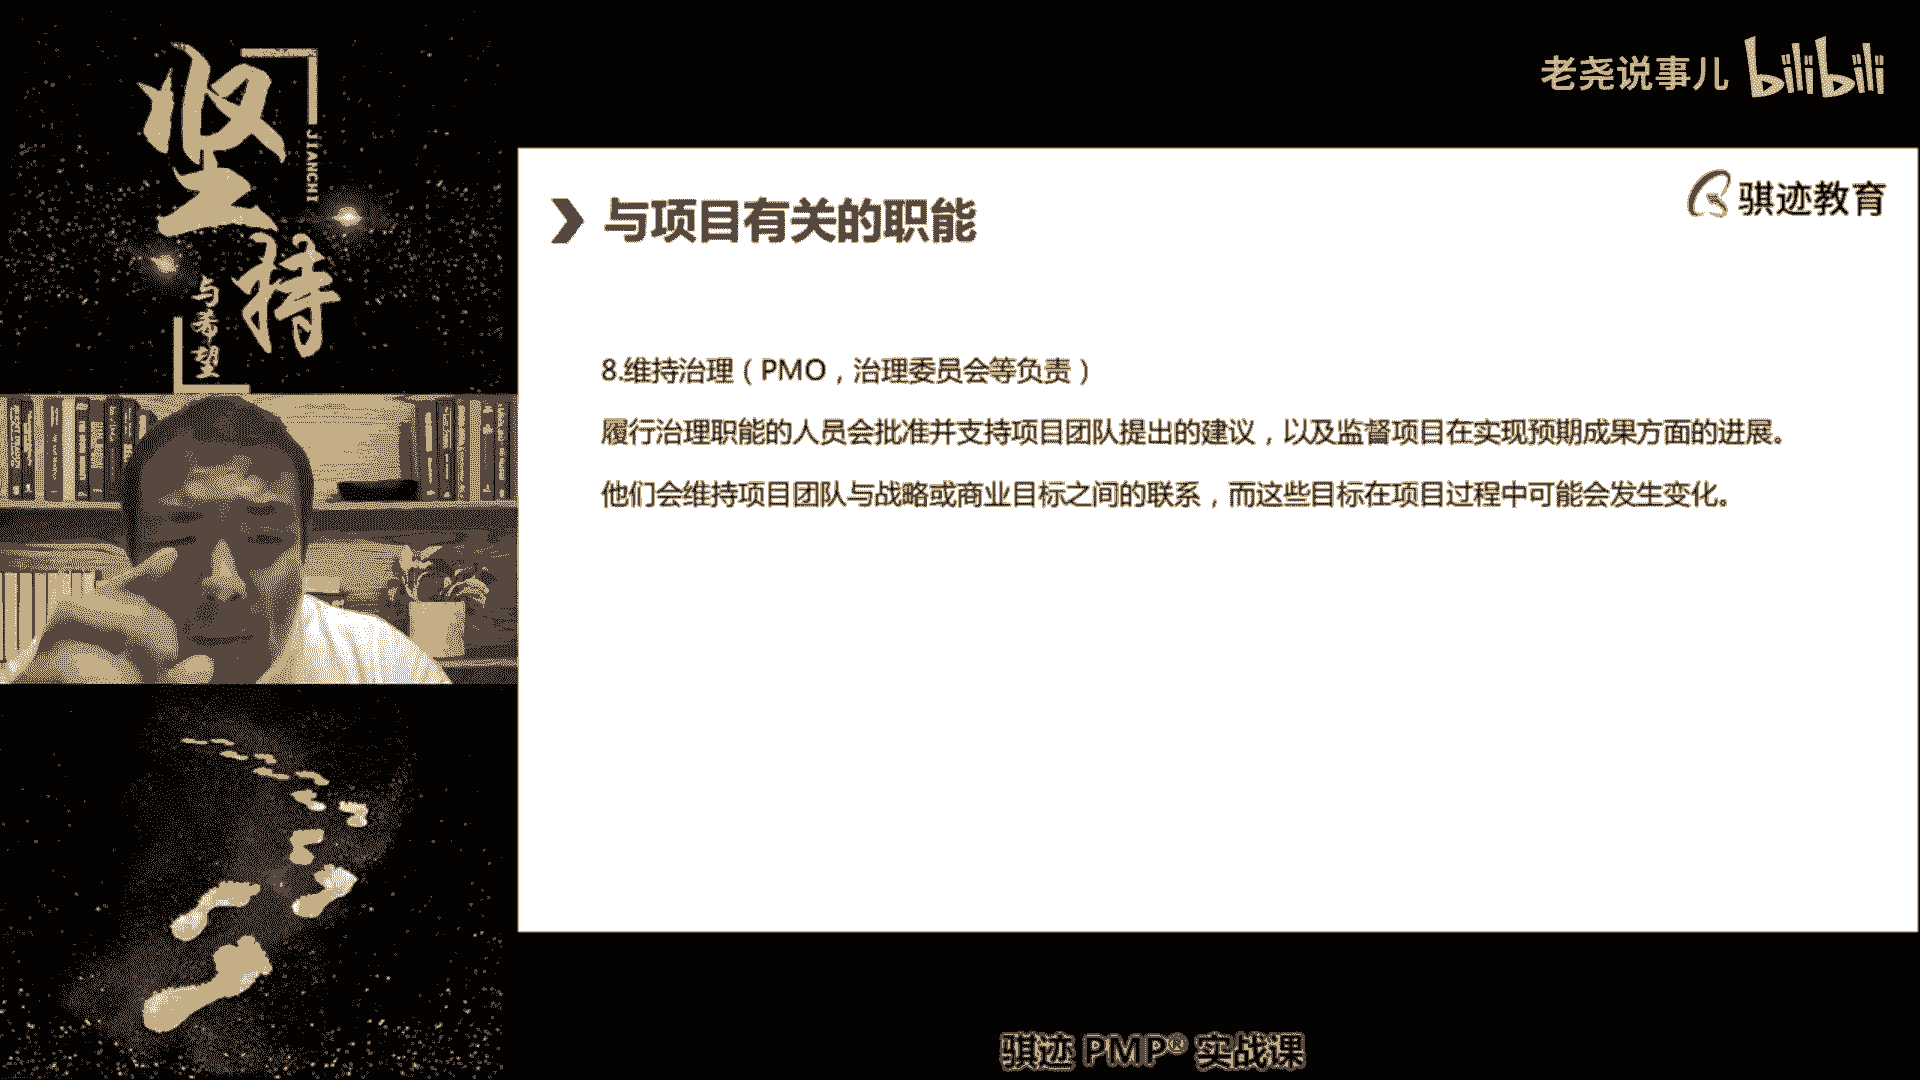 坚持
JIANCHI
与希望
老尧说事儿 bilibili
骐迹教育
与项目有关的职能
8.维持治理（PMO，治理委员会等负责）
履行治理职能的人员会批准并支持项目团队提出的建议，以及监督项目在实现预期成果方面的进展。
他们会维持项目团队与战略或商业目标之间的联系，而这些目标在项目过程中可能会发生变化。
骐迹 PMP® 实战课